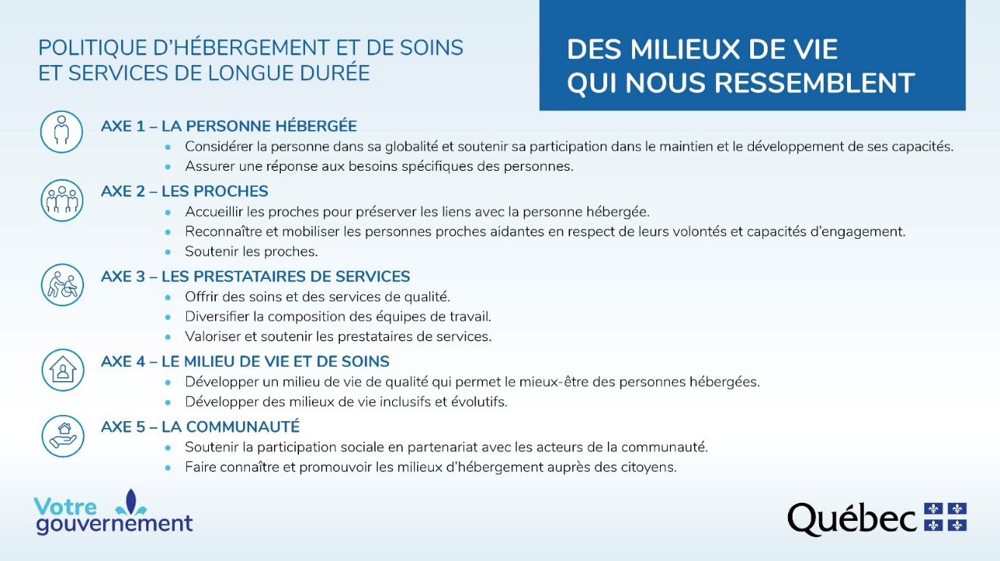 POLITIQUE D’HÉBERGEMENT ET DE SOINS
ET SERVICES DE LONGUE DURÉE
DES MILIEUX DE VIE
QUI NOUS RESSEMBLENT
AXE 1 – LA PERSONNE HÉBERGÉE
• Considérer la personne dans sa globalité et soutenir sa participation dans le maintien et le développement de ses capacités.
• Assurer une réponse aux besoins spécifiques des personnes.
AXE 2 – LES PROCHES
• Accueillir les proches pour préserver les liens avec la personne hébergée.
• Reconnaître et mobiliser les personnes proches aidantes en respect de leurs volontés et capacités d’engagement.
• Soutenir les proches.
AXE 3 – LES PRESTATAIRES DE SERVICES
• Offrir des soins et des services de qualité.
• Diversifier la composition des équipes de travail.
• Valoriser et soutenir les prestataires de services.
AXE 4 – LE MILIEU DE VIE ET DE SOINS
• Développer un milieu de vie de qualité qui permet le mieux-être des personnes hébergées.
• Développer des milieux de vie inclusifs et évolutifs.
AXE 5 – LA COMMUNAUTÉ
• Soutenir la participation sociale en partenariat avec les acteurs de la communauté.
• Faire connaître et promouvoir les milieux d’hébergement auprès des citoyens.
Votre
gouvernement
Québec